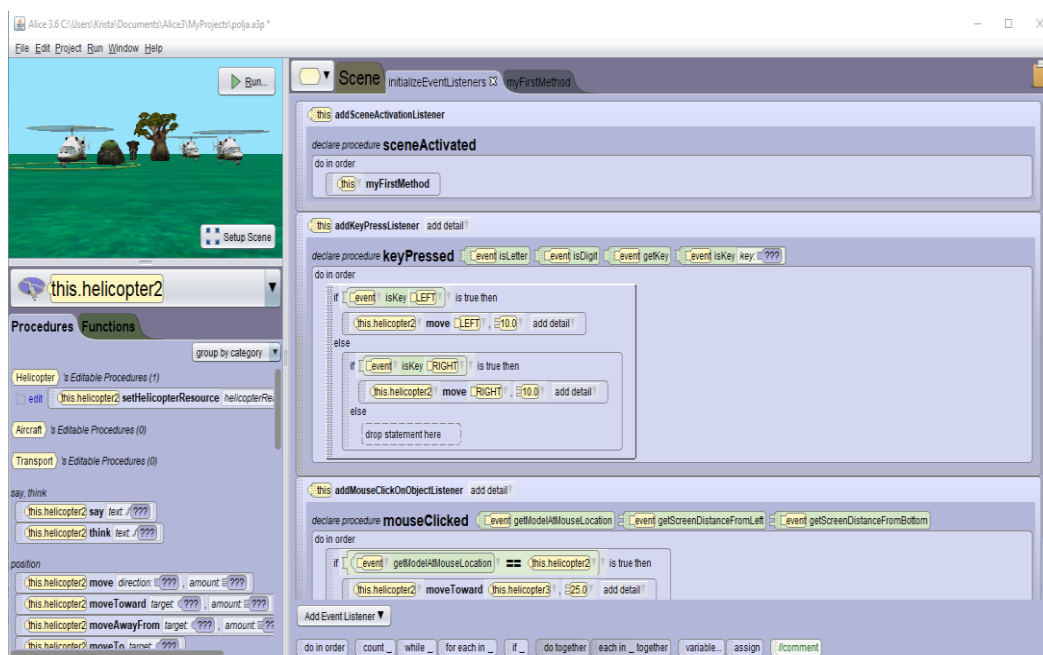 Alice 3.6 C:\Users\Krista\Documents\Alice3\MyProjects\polja.a3p *
File Edit Project Run Window Help
Run...
Setup Scene
this.helicopter2
Procedures Functions
group by category
Helicopter 's Editable Procedures (1)
edit this.helicopter2 setHelicopterResource helicopterRe
Aircraft 's Editable Procedures (0)
Transport 's Editable Procedures (0)
say, think
this.helicopter2 say text: ???
this.helicopter2 think text: ???
position
this.helicopter2 move direction: ??? , amount: ???
this.helicopter2 moveToward target: ??? , amount: ???
this.helicopter2 moveAwayFrom target: ??? , amount: ??
this.helicopter2 moveTo target: ???
Scene initializeEventListeners myFirstMethod
this addSceneActivationListener
declare procedure sceneActivated
do in order
this myFirstMethod
this addKeyPressListener add detail
declare procedure keyPressed event isLetter event isDigit event getKey event isKey key: ???
do in order
if event isKey LEFT is true then
this.helicopter2 move LEFT , 10.0 add detail
else
if event isKey RIGHT is true then
this.helicopter2 move RIGHT , 10.0 add detail
else
drop statement here
this addMouseClickOnObjectListener add detail
declare procedure mouseClicked event getModelAtMouseLocation event getScreenDistanceFromLeft event getScreenDistanceFromBottom
do in order
if event getModelAtMouseLocation == this.helicopter2 is true then
this.helicopter2 moveToward this.helicopter3 , 25.0 add detail
Add Event Listener
do in order count _ while _ for each in _ if _ do together each in _ together variable... assign //comment